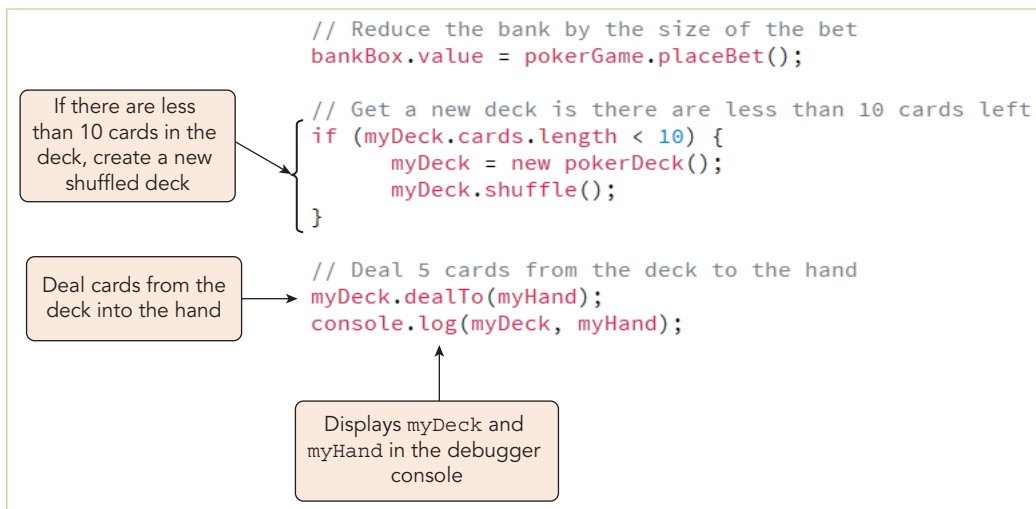 // Reduce the bank by the size of the bet
bankBox.value = pokerGame.placeBet();
If there are less
than 10 cards in the
deck, create a new
shuffled deck
// Get a new deck is there are less than 10 cards left
if (myDeck.cards.length < 10) {
myDeck = new pokerDeck();
myDeck.shuffle();
}
Deal cards from the
deck into the hand
// Deal 5 cards from the deck to the hand
myDeck.dealTo(myHand);
console.log(myDeck, myHand);
Displays myDeck and
myHand in the debugger
console